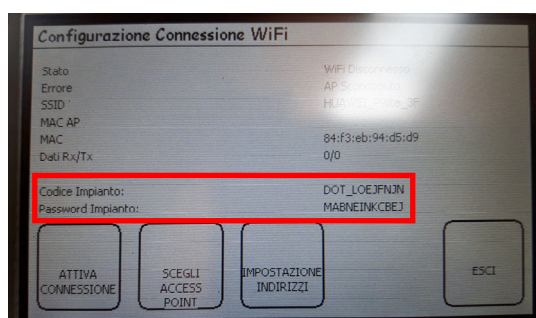 Configurazione Connessione WiFi
Stato WiFi Disconnesso
Errore AP
SSID
MAC AP
MAC 84:f3:eb:94:d5:d9
Dati Rx/Tx 0/0
Codice Impianto: DOT_LOEJFNJN
Password Impianto: MABNEINKCBEJ
ATTIVA
CONNESSIONE
SCEGLI
ACCESS
POINT
IMPOSTAZIONE
INDIRIZZI
ESCI